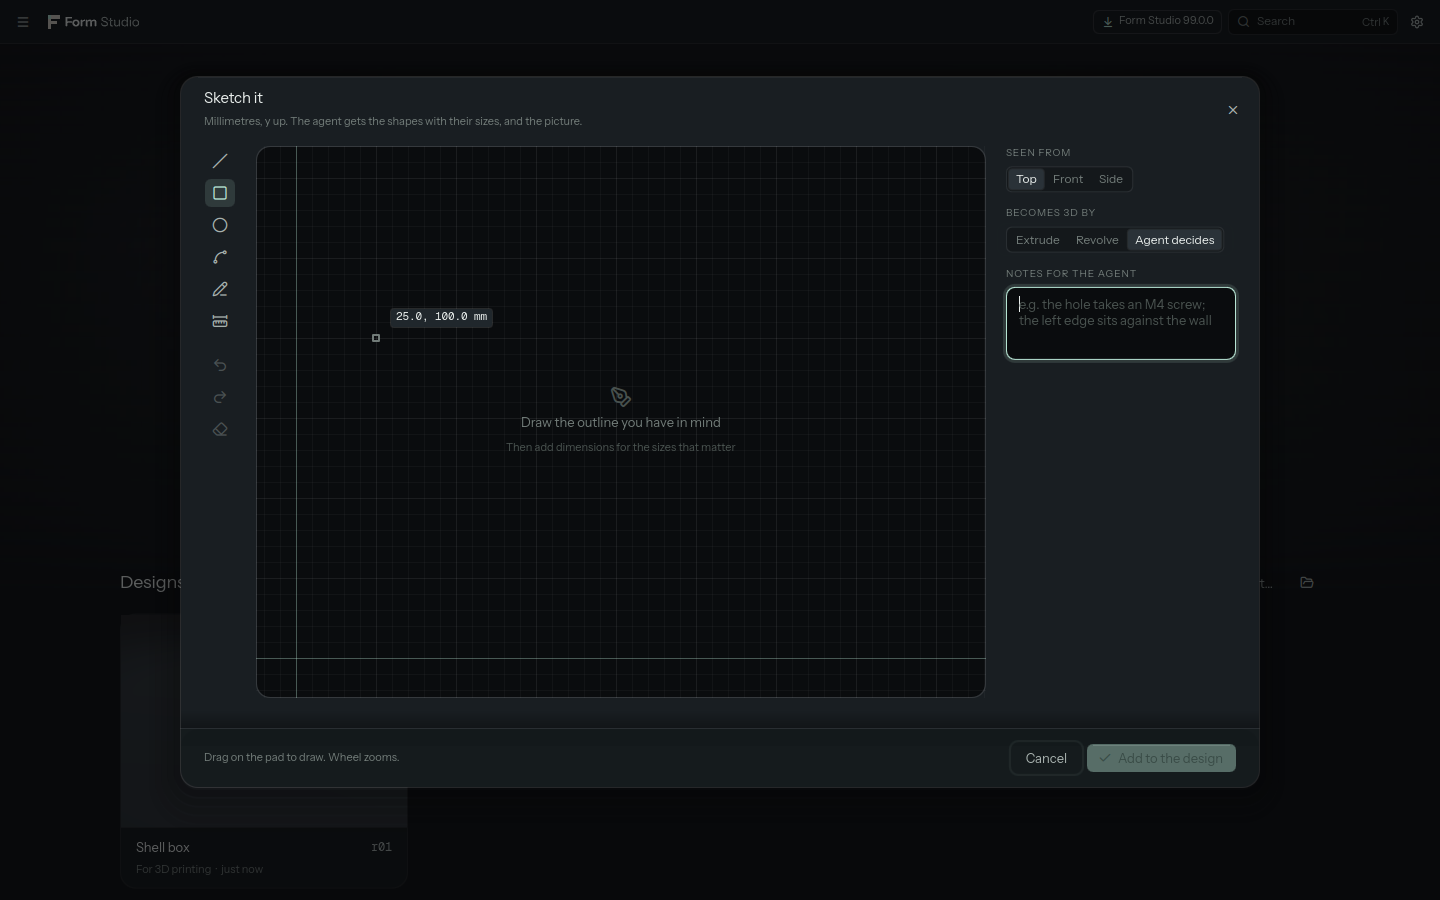 Form Studio
Form Studio 99.0.0
Search
Ctrl K
Sketch it
Millimetres, y up. The agent gets the shapes with their sizes, and the picture.
SEEN FROM
Top Front Side
BECOMES 3D BY
Extrude Revolve Agent decides
NOTES FOR THE AGENT
e.g. the hole takes an M4 screw;
the left edge sits against the wall
25.0, 100.0 mm
Draw the outline you have in mind
Then add dimensions for the sizes that matter
Designs
Drag on the pad to draw. Wheel zooms.
Cancel
Add to the design
Shell box
r01
For 3D printing · just now